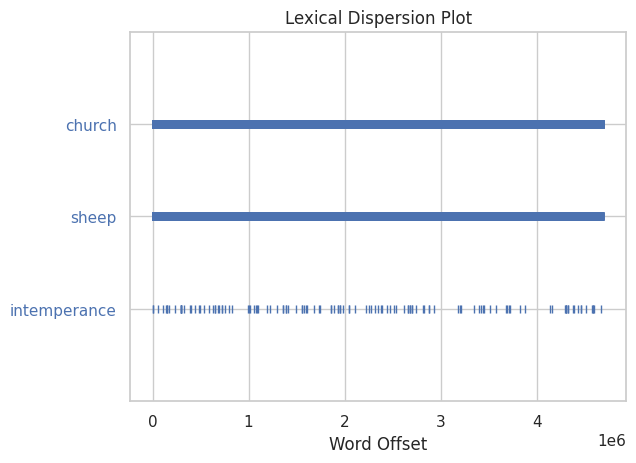 Lexical Dispersion Plot
church
sheep
intemperance
0 1 2 3 4
1e6
Word Offset